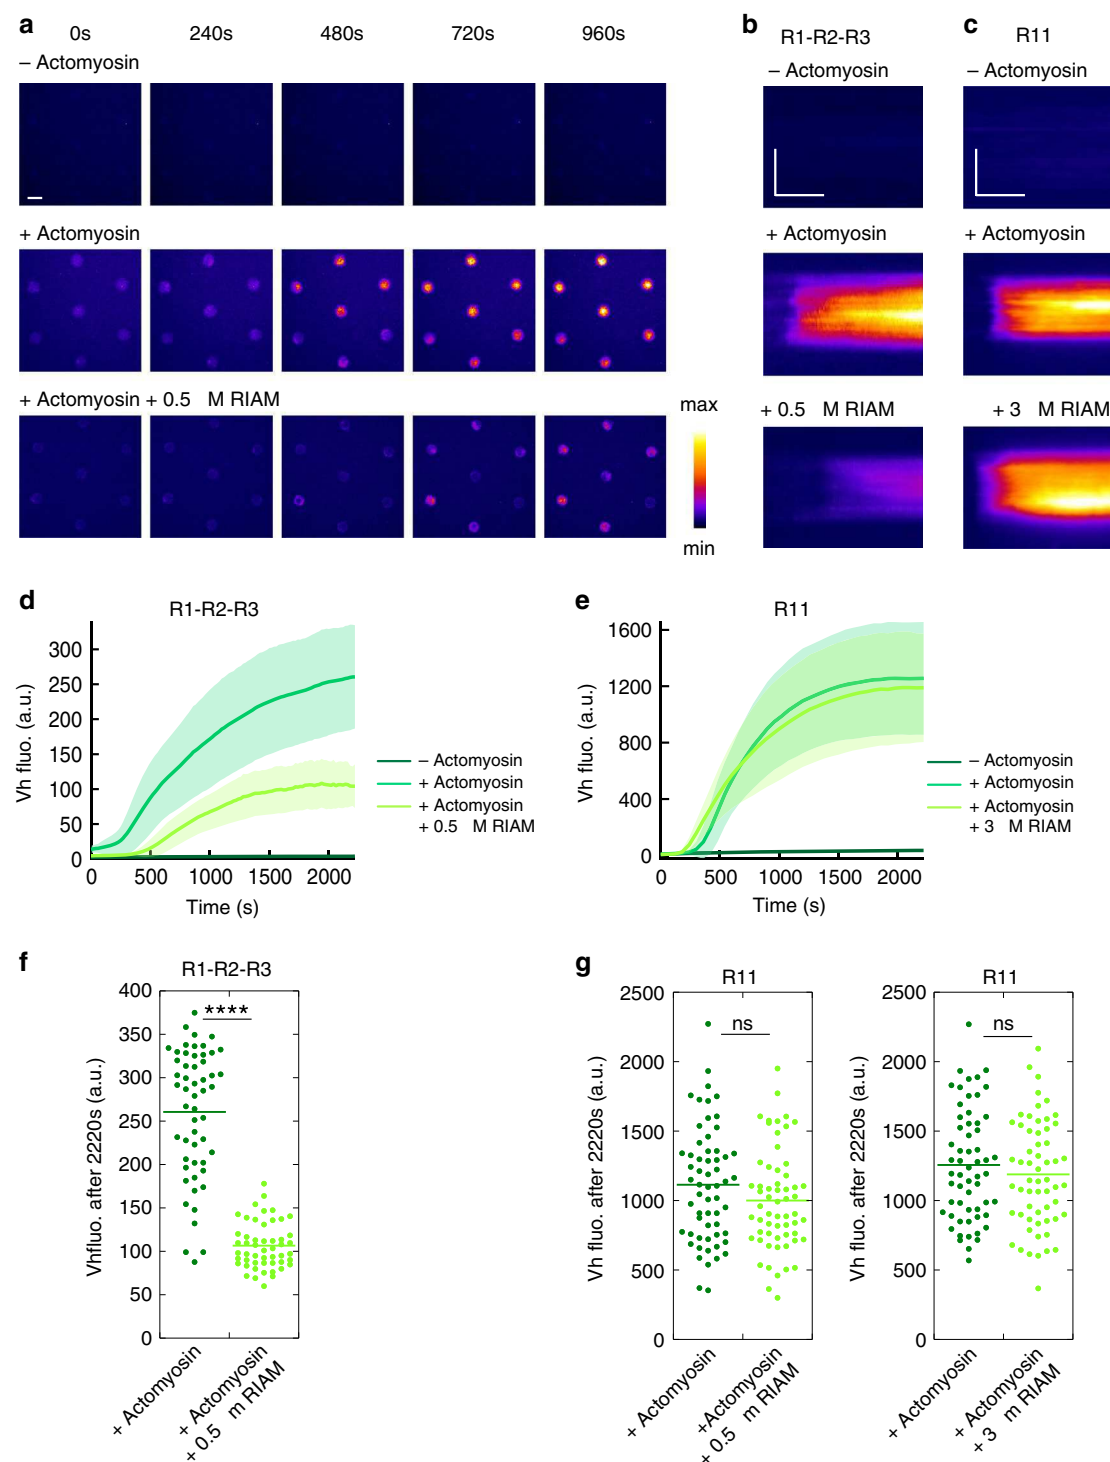 a
0s 240s 480s 720s 960s
– Actomyosin
+ Actomyosin
+ Actomyosin + 0.5 M RIAM
max
min
b
R1-R2-R3
– Actomyosin
+ Actomyosin
+ 0.5 M RIAM
c
R11
– Actomyosin
+ Actomyosin
+ 3 M RIAM
d
R1-R2-R3
Vh fluo. (a.u.)
300
250
200
150
100
50
0
0 500 1000 1500 2000
Time (s)
– Actomyosin
+ Actomyosin
+ Actomyosin
+ 0.5 M RIAM
e
R11
Vh fluo. (a.u.)
1600
1200
800
400
0
0 500 1000 1500 2000
Time (s)
– Actomyosin
+ Actomyosin
+ Actomyosin
+ 3 M RIAM
f
R1-R2-R3
Vhfluo. after 2220s (a.u.)
400
350
300
250
200
150
100
50
0
****
+ Actomyosin
+ Actomyosin
+ 0.5 m RIAM
g
R11
Vh fluo. after 2220s (a.u.)
2500
2000
1500
1000
500
0
ns
+ Actomyosin
+Actomyosin
+ 0.5 m RIAM
R11
Vh fluo. after 2220s (a.u.)
2500
2000
1500
1000
500
0
ns
+ Actomyosin
+ Actomyosin
+ 3 m RIAM